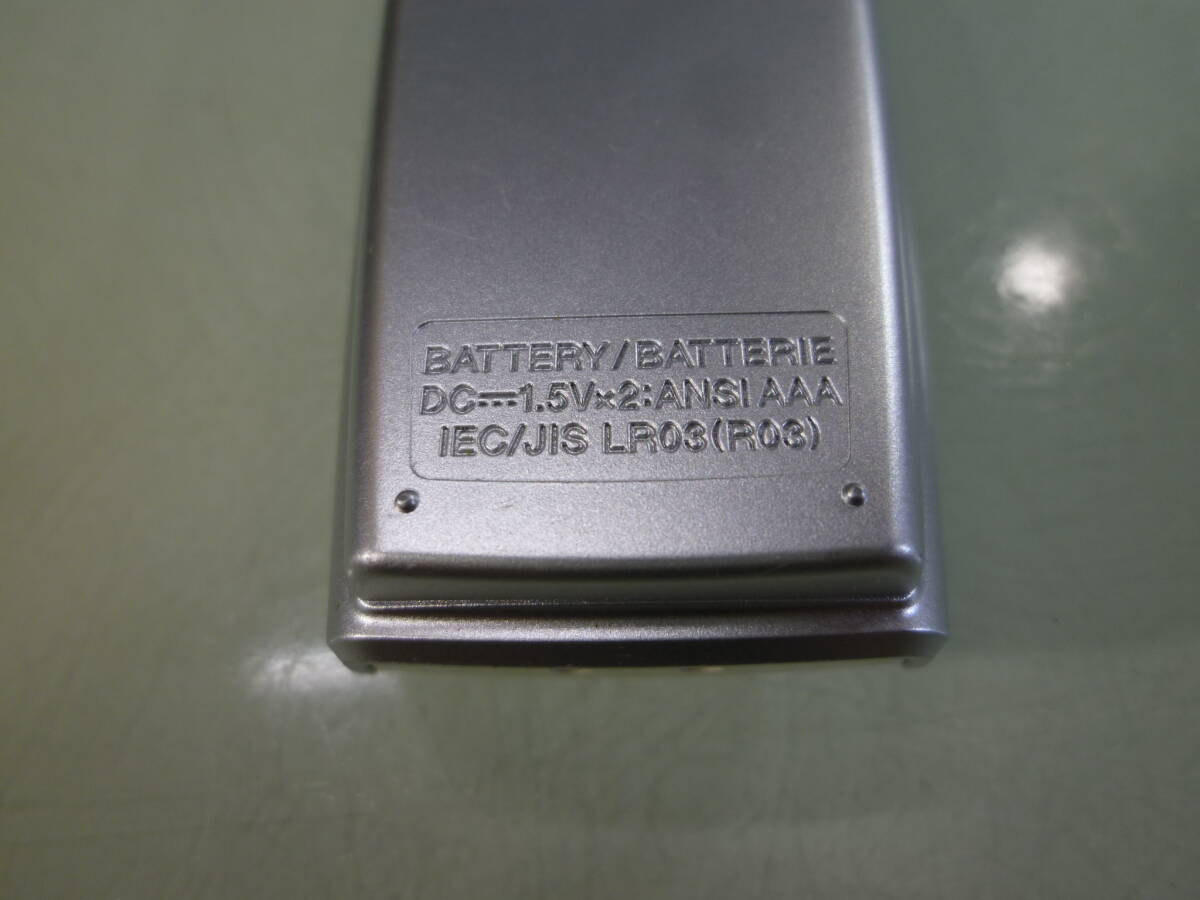 BATTERY/BATTERIE
DC⎓1.5V×2:ANSI AAA
IEC/JIS LR03(R03)